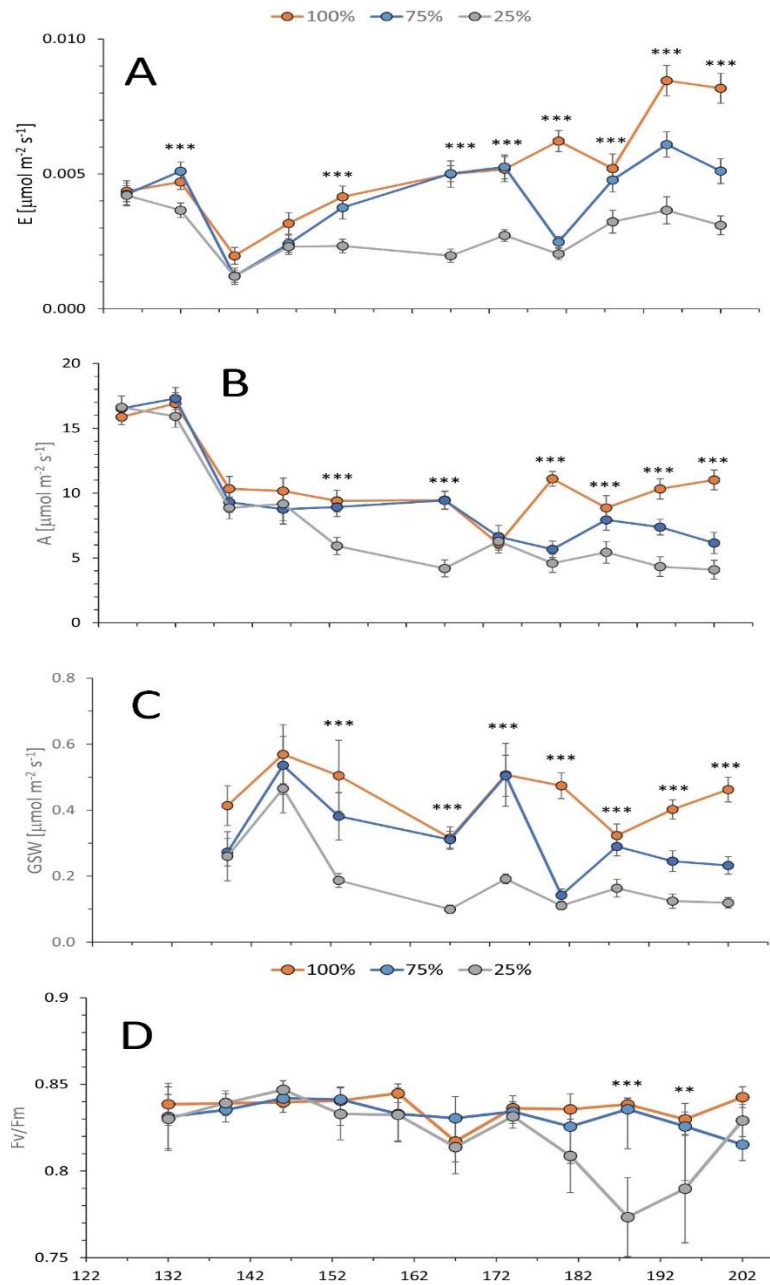 100% 75% 25%
A
0.010
0.005
0.000
E [µmol m-2 s-1]
*** *** *** *** *** *** *** ***
B
20
15
10
5
0
A [µmol m-2 s-1]
*** *** *** *** *** ***
C
0.8
0.6
0.4
0.2
0.0
GSW [µmol m-2 s-1]
*** *** *** *** *** *** ***
100% 75% 25%
D
0.9
0.85
0.8
0.75
Fv/Fm
*** **
122 132 142 152 162 172 182 192 202